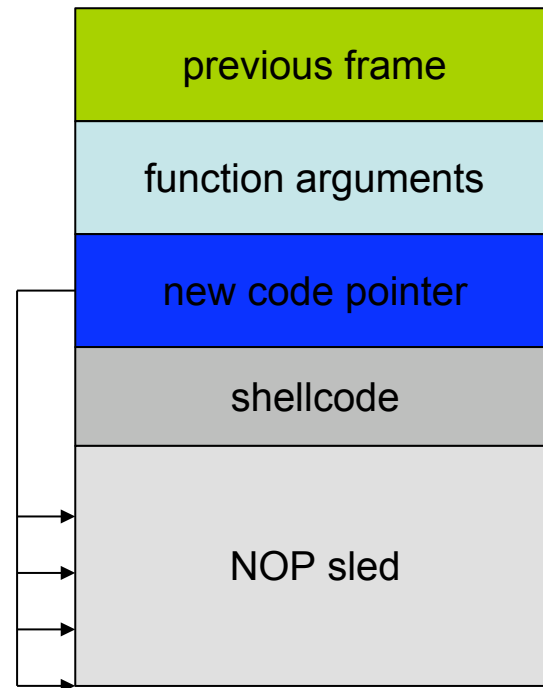 previous frame
function arguments
new code pointer
shellcode
NOP sled